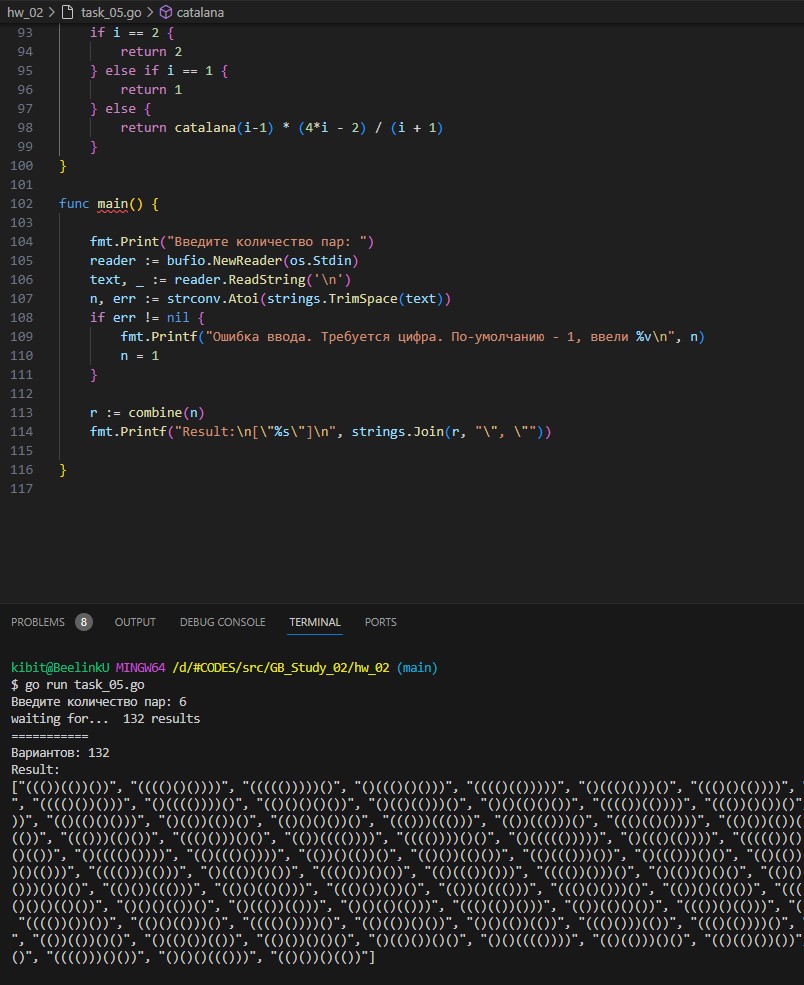 hw_02 > task_05.go > catalana
93 if i == 2 {
94 return 2
95 } else if i == 1 {
96 return 1
97 } else {
98 return catalana(i-1) * (4*i - 2) / (i + 1)
99 }
100 }
101
102 func main() {
103
104 fmt.Print("Введите количество пар: ")
105 reader := bufio.NewReader(os.Stdin)
106 text, _ := reader.ReadString('\n')
107 n, err := strconv.Atoi(strings.TrimSpace(text))
108 if err != nil {
109 fmt.Printf("Ошибка ввода. Требуется цифра. По-умолчанию - 1, ввели %v\n", n)
110 n = 1
111 }
112
113 r := combine(n)
114 fmt.Printf("Result:\n[\"%s\"]\n", strings.Join(r, "\", \""))
115
116 }
117
PROBLEMS 8 OUTPUT DEBUG CONSOLE TERMINAL PORTS
kibit@BeelinkU MINGW64 /d/#CODES/src/GB_Study_02/hw_02 (main)
$ go run task_05.go
Введите количество пар: 6
waiting for... 132 results
===========
Вариантов: 132
Result: